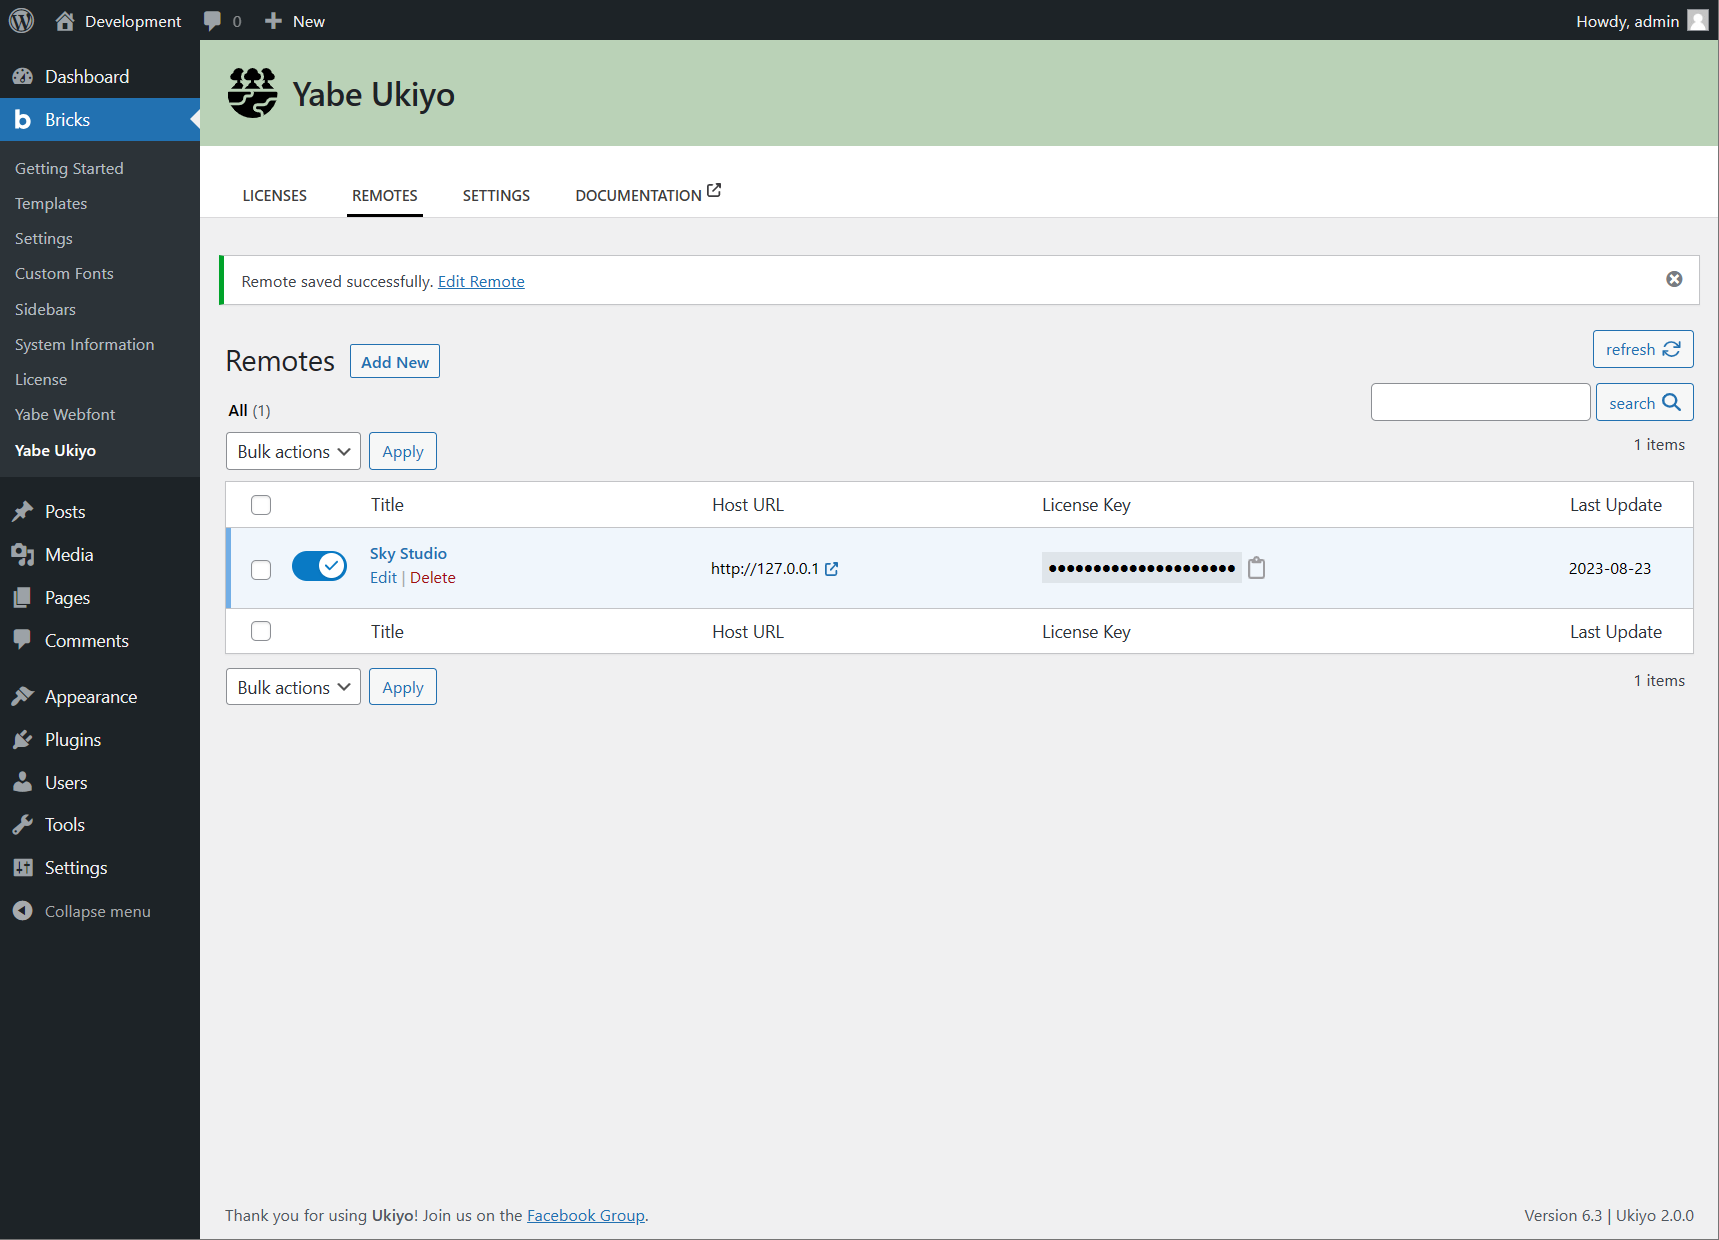 Development 0 New Howdy, admin
Dashboard
Bricks
Getting Started
Templates
Settings
Custom Fonts
Sidebars
System Information
License
Yabe Webfont
Yabe Ukiyo
Posts
Media
Pages
Comments
Appearance
Plugins
Users
Tools
Settings
Collapse menu
Yabe Ukiyo
LICENSES REMOTES SETTINGS DOCUMENTATION
Remote saved successfully. Edit Remote
Remotes Add New refresh
search
All (1)
Bulk actions Apply 1 items
Title Host URL License Key Last Update
Sky Studio
Edit | Delete
http://127.0.0.1 ••••••••••••••••••••• 2023-08-23
Title Host URL License Key Last Update
Bulk actions Apply 1 items
Thank you for using Ukiyo! Join us on the Facebook Group. Version 6.3 | Ukiyo 2.0.0